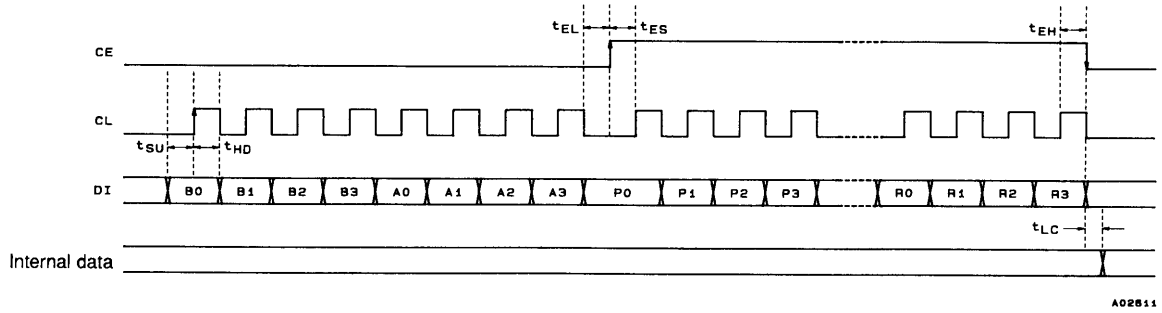 tEL tES tEH
CE
CL
tSU tHD
DI B0 B1 B2 B3 A0 A1 A2 A3 P0 P1 P2 P3 R0 R1 R2 R3
tLC
Internal data
A02611